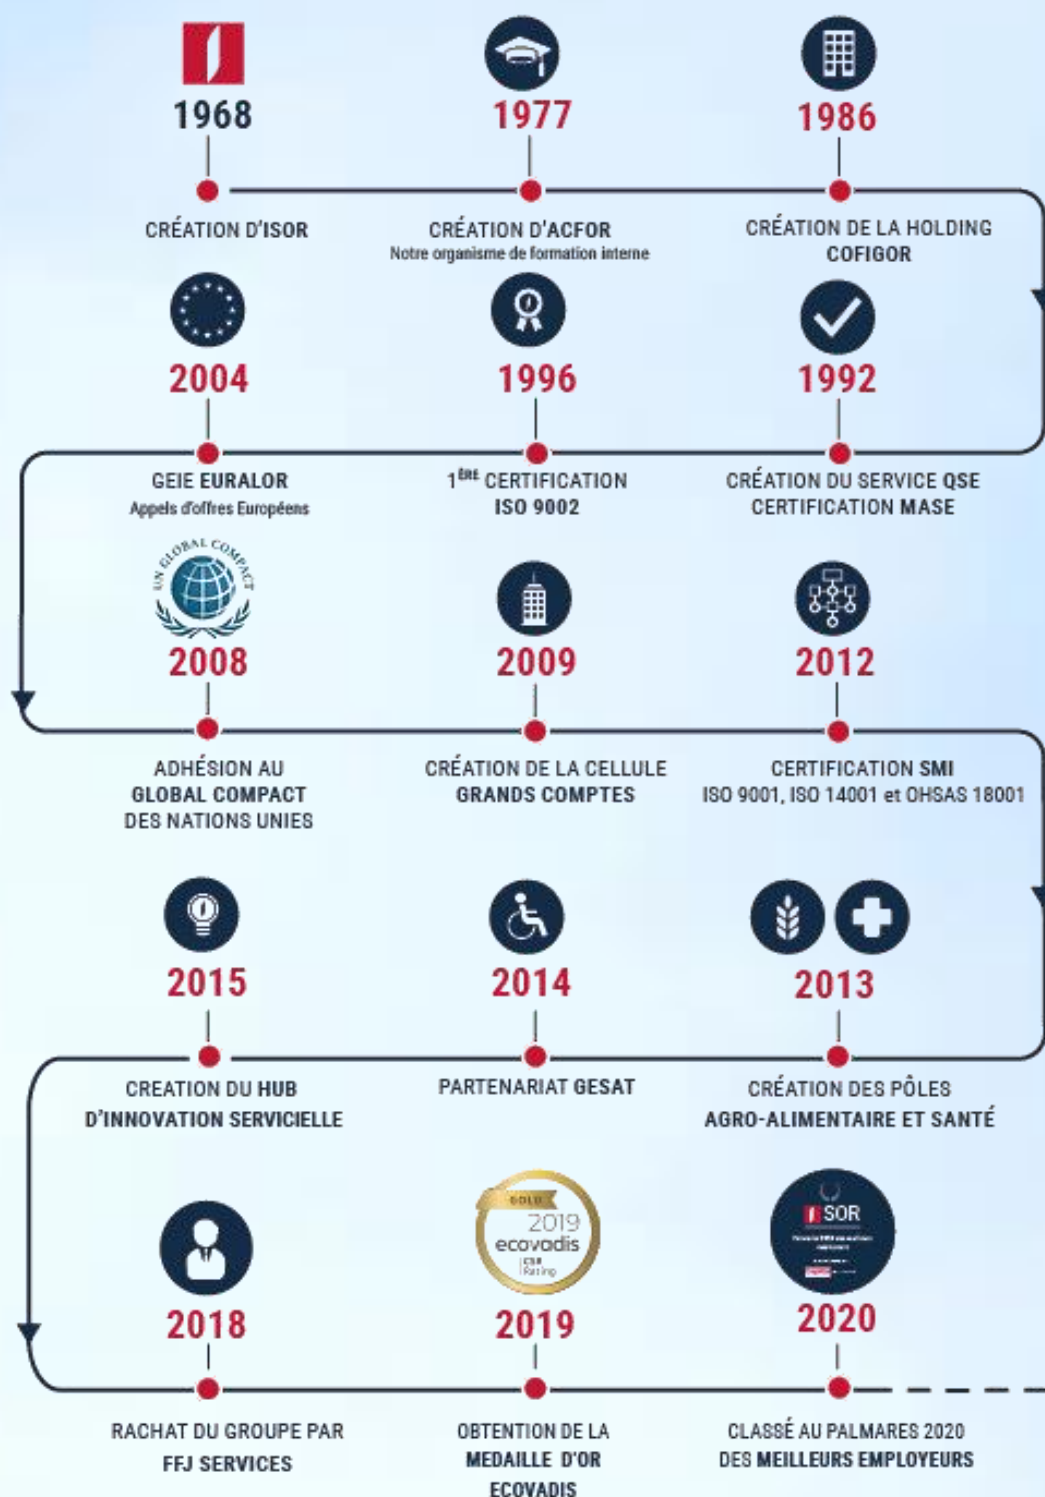 1968
1977
1986
CRÉATION D'ISOR
CRÉATION D'ACFOR
Notre organisme de formation interne
CRÉATION DE LA HOLDING
COFIGOR
1992
1996
2004
CRÉATION DU SERVICE QSE
CERTIFICATION MASE
1ÈRE CERTIFICATION
ISO 9002
GEIE EURALOR
Appels d'offres Européens
UN GLOBAL COMPACT
2008
2009
2012
ADHÉSION AU
GLOBAL COMPACT
DES NATIONS UNIES
CRÉATION DE LA CELLULE
GRANDS COMPTES
CERTIFICATION SMI
ISO 9001, ISO 14001 et OHSAS 18001
2013
2014
2015
CRÉATION DES PÔLES
AGRO-ALIMENTAIRE ET SANTÉ
PARTENARIAT GESAT
CREATION DU HUB
D'INNOVATION SERVICIELLE
GOLD
2019
ecovadis
CSR
Rating
SOR
2018
2019
2020
RACHAT DU GROUPE PAR
FFJ SERVICES
OBTENTION DE LA
MEDAILLE D'OR
ECOVADIS
CLASSÉ AU PALMARES 2020
DES MEILLEURS EMPLOYEURS